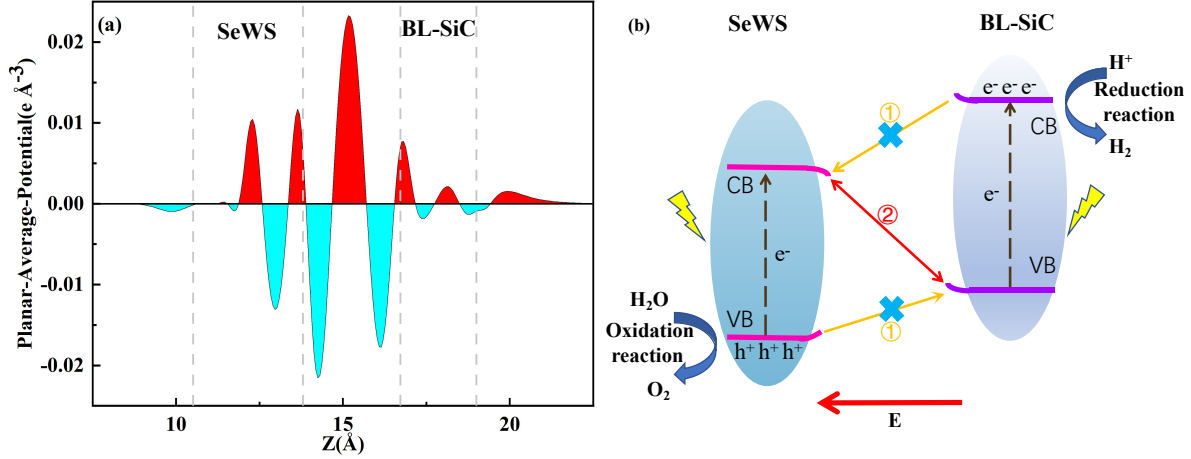 (a)
SeWS
BL-SiC
Planar-Average-Potential(e Å⁻³)
0.02
0.01
0.00
-0.01
-0.02
10
15
20
Z(Å)
(b)
SeWS
BL-SiC
H⁺
Reduction
reaction
H₂
e⁻ e⁻ e⁻
CB
①
CB
②
e⁻
e⁻
VB
H₂O
Oxidation
reaction
O₂
VB
h⁺ h⁺ h⁺
①
E